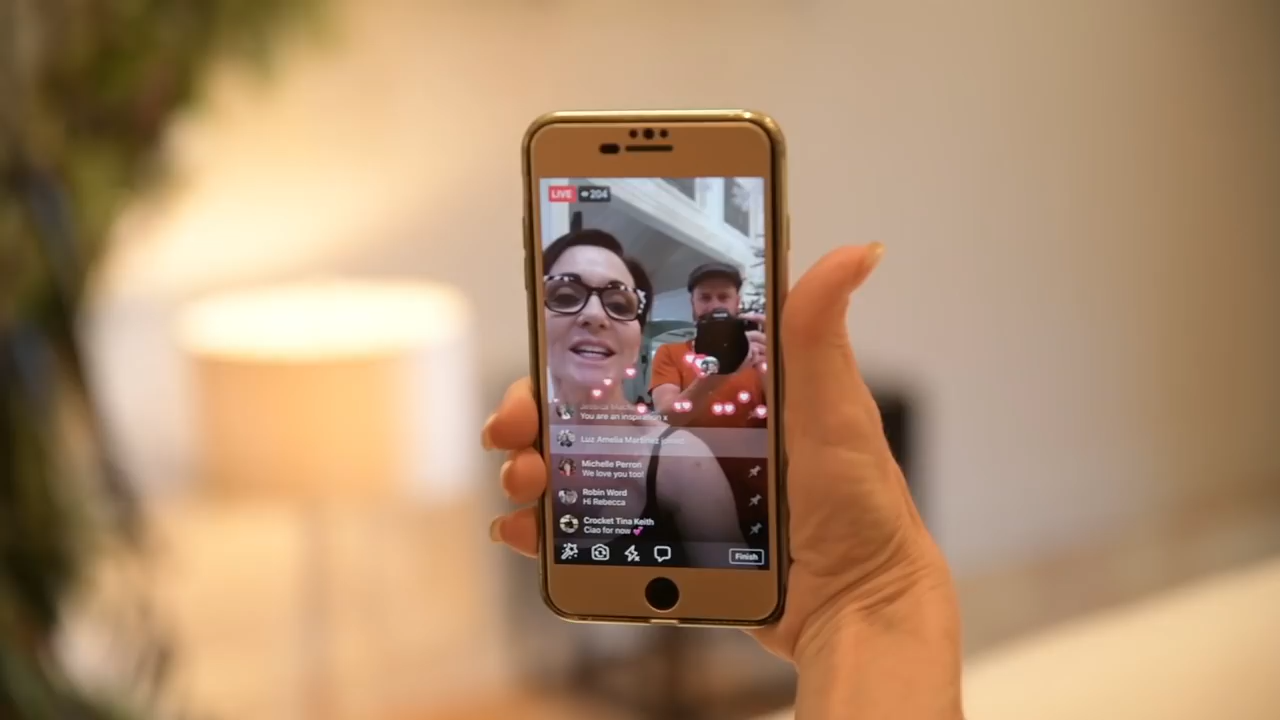 LIVE 204
You are an inspiration x
Luz Amelia Martinez joined
Michelle Perron
We love you too!
Robin Word
Hi Rebecca
Crocket Tina Keith
Ciao for now 💕
Finish